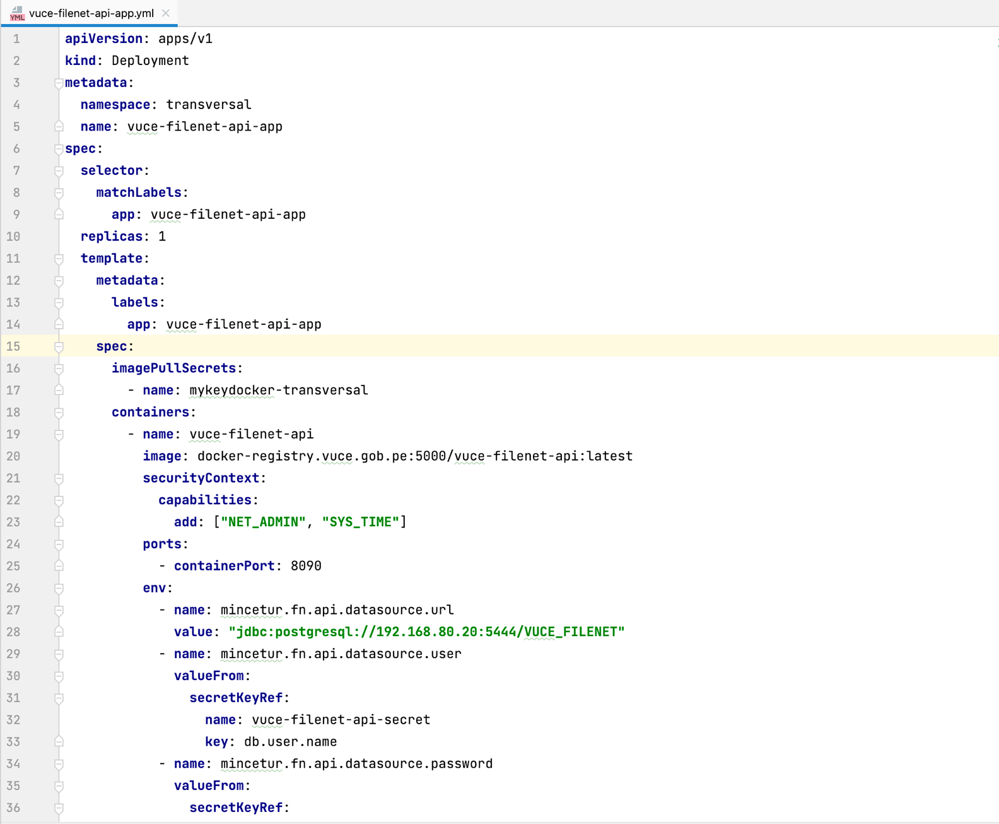 YML vuce-filenet-api-app.yml
1 apiVersion: apps/v1
2 kind: Deployment
3 metadata:
4   namespace: transversal
5   name: vuce-filenet-api-app
6 spec:
7   selector:
8     matchLabels:
9       app: vuce-filenet-api-app
10   replicas: 1
11   template:
12     metadata:
13       labels:
14         app: vuce-filenet-api-app
15     spec:
16       imagePullSecrets:
17         - name: mykeydocker-transversal
18       containers:
19         - name: vuce-filenet-api
20           image: docker-registry.vuce.gob.pe:5000/vuce-filenet-api:latest
21           securityContext:
22             capabilities:
23               add: ["NET_ADMIN", "SYS_TIME"]
24           ports:
25             - containerPort: 8090
26           env:
27             - name: mincetur.fn.api.datasource.url
28               value: "jdbc:postgresql://192.168.80.20:5444/VUCE_FILENET"
29             - name: mincetur.fn.api.datasource.user
30               valueFrom:
31                 secretKeyRef:
32                   name: vuce-filenet-api-secret
33                   key: db.user.name
34             - name: mincetur.fn.api.datasource.password
35               valueFrom:
36                 secretKeyRef: